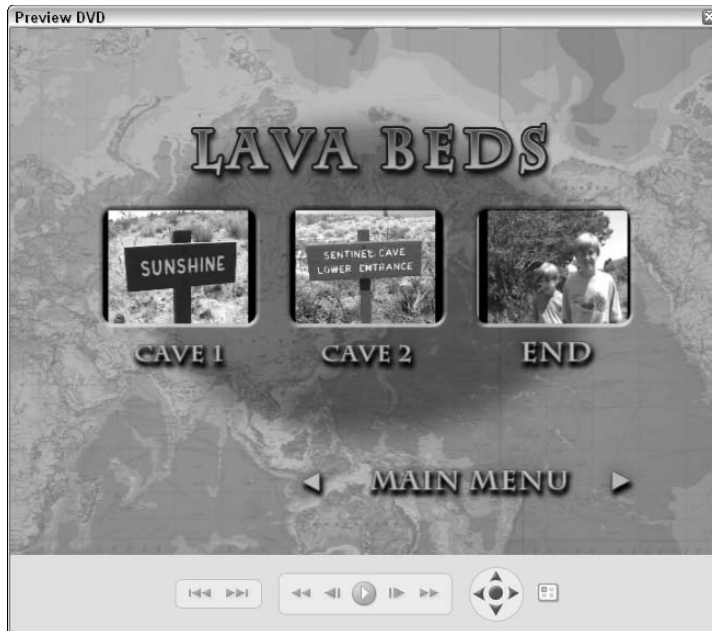 Preview DVD
LAVA BEDS
SUNSHINE
SENTINEL CAVE
LOWER ENTRANCE
CAVE 1
CAVE 2
END
MAIN MENU